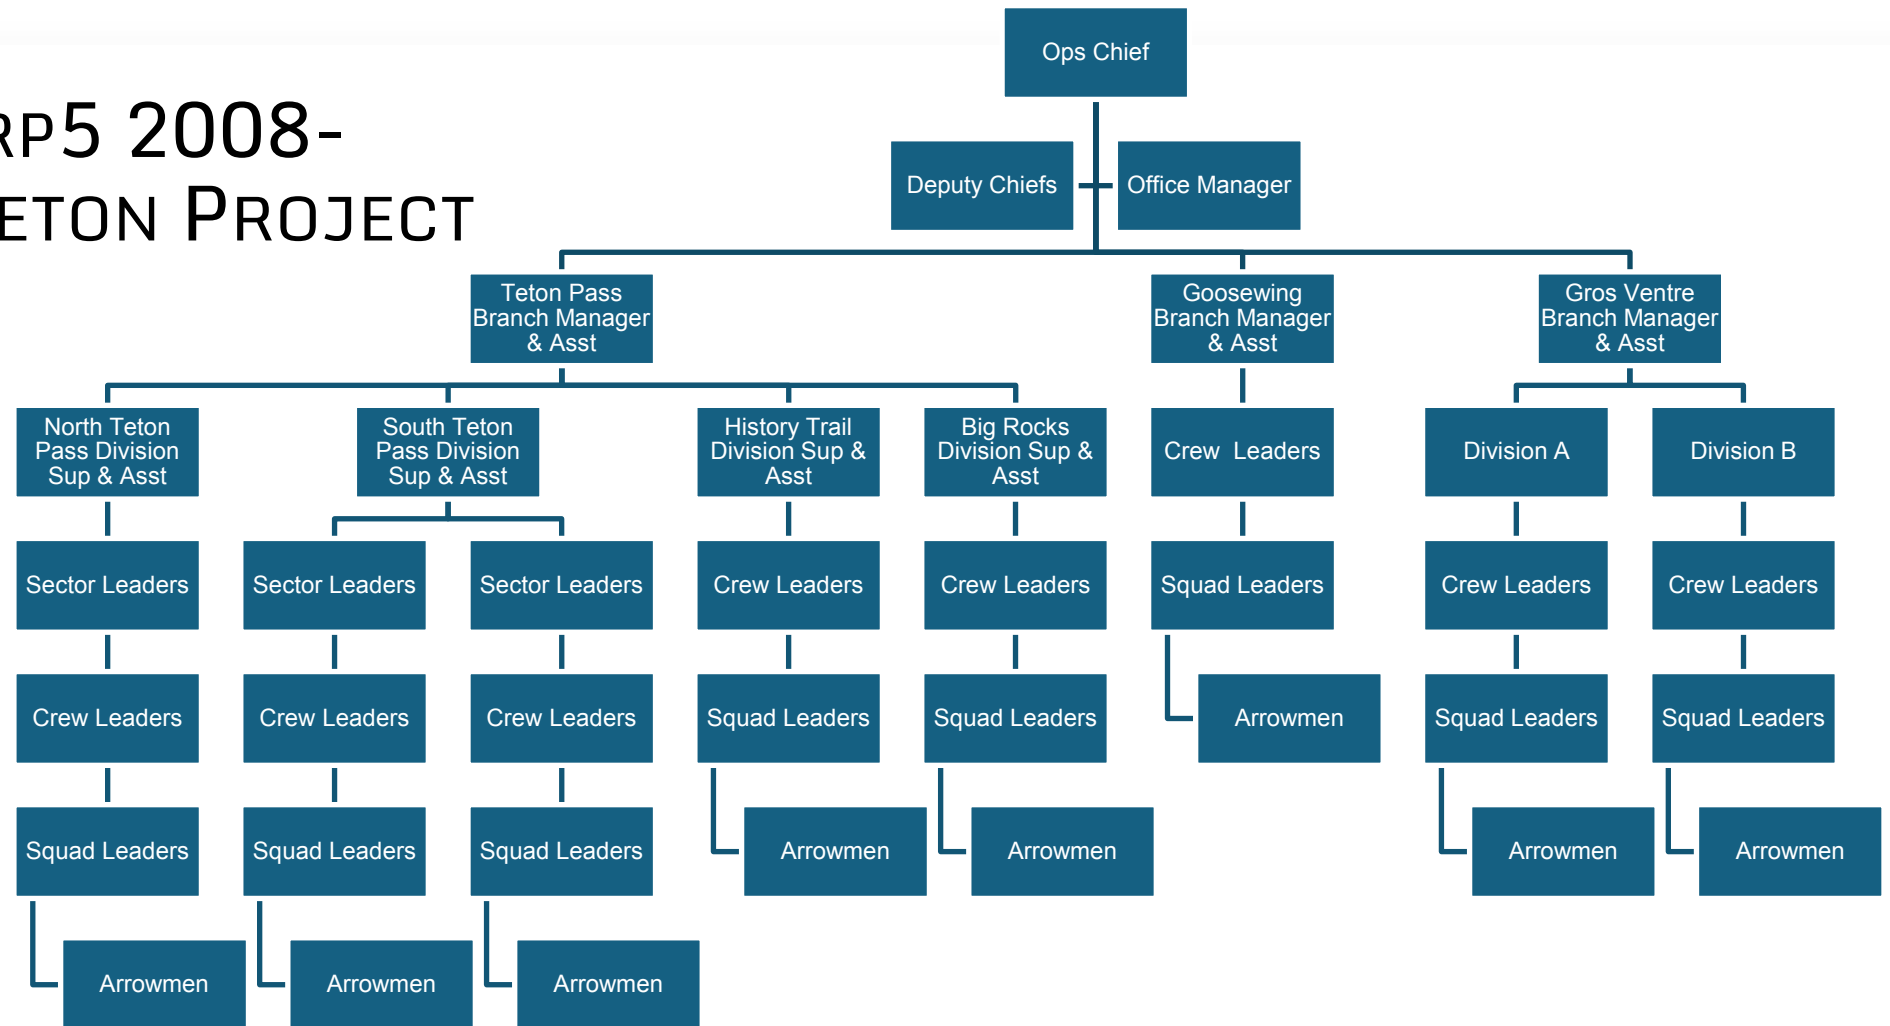 Ops Chief
RP5 2008-
ETON PROJECT
Deputy Chiefs
Office Manager
Teton Pass
Branch Manager
& Asst
Goosewing
Branch Manager
& Asst
Gros Ventre
Branch Manager
& Asst
North Teton
Pass Division
Sup & Asst
South Teton
Pass Division
Sup & Asst
History Trail
Division Sup &
Asst
Big Rocks
Division Sup &
Asst
Crew Leaders
Division A
Division B
Sector Leaders
Sector Leaders
Sector Leaders
Crew Leaders
Crew Leaders
Squad Leaders
Crew Leaders
Crew Leaders
Crew Leaders
Crew Leaders
Crew Leaders
Squad Leaders
Squad Leaders
Arrowmen
Squad Leaders
Squad Leaders
Squad Leaders
Squad Leaders
Squad Leaders
Arrowmen
Arrowmen
Arrowmen
Arrowmen
Arrowmen
Arrowmen
Arrowmen